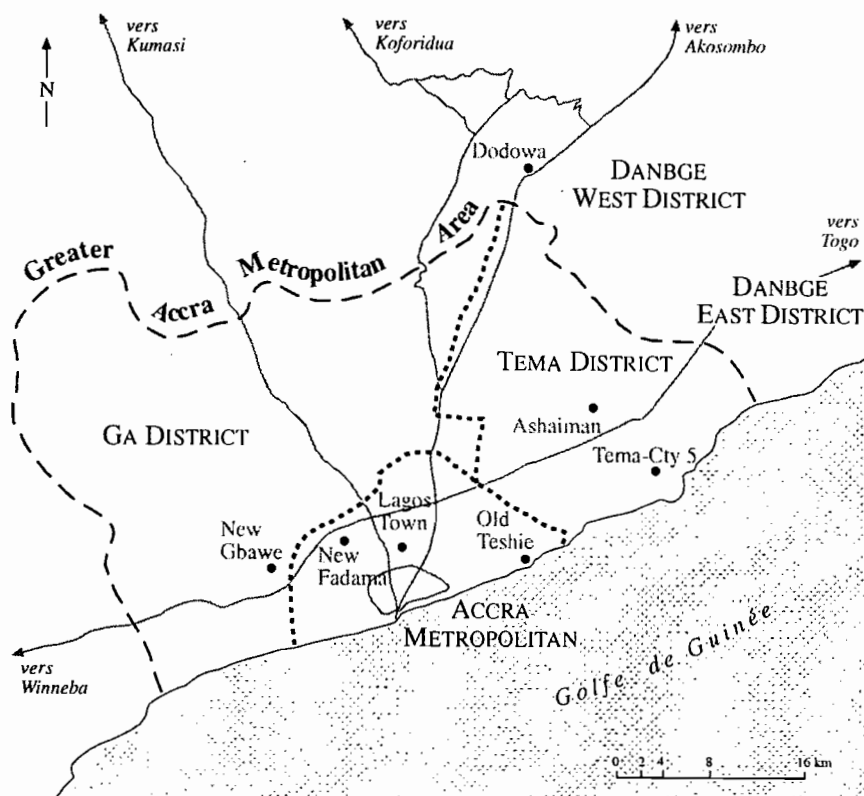 vers
Kumasi
vers
Koforidua
vers
Akosombo
N
Dodowa
DANBGE
WEST DISTRICT
vers
Togo
Greater Accra Metropolitan Area
DANBGE
EAST DISTRICT
TEMA DISTRICT
GA DISTRICT
Ashaiman
Tema-Cty 5
Lagos
Town
Old
Teshie
New
Gbawe
New
Fadama
ACCRA
METROPOLITAN
vers
Winneba
Golfe de Guinée
0 2 4 8 16 km